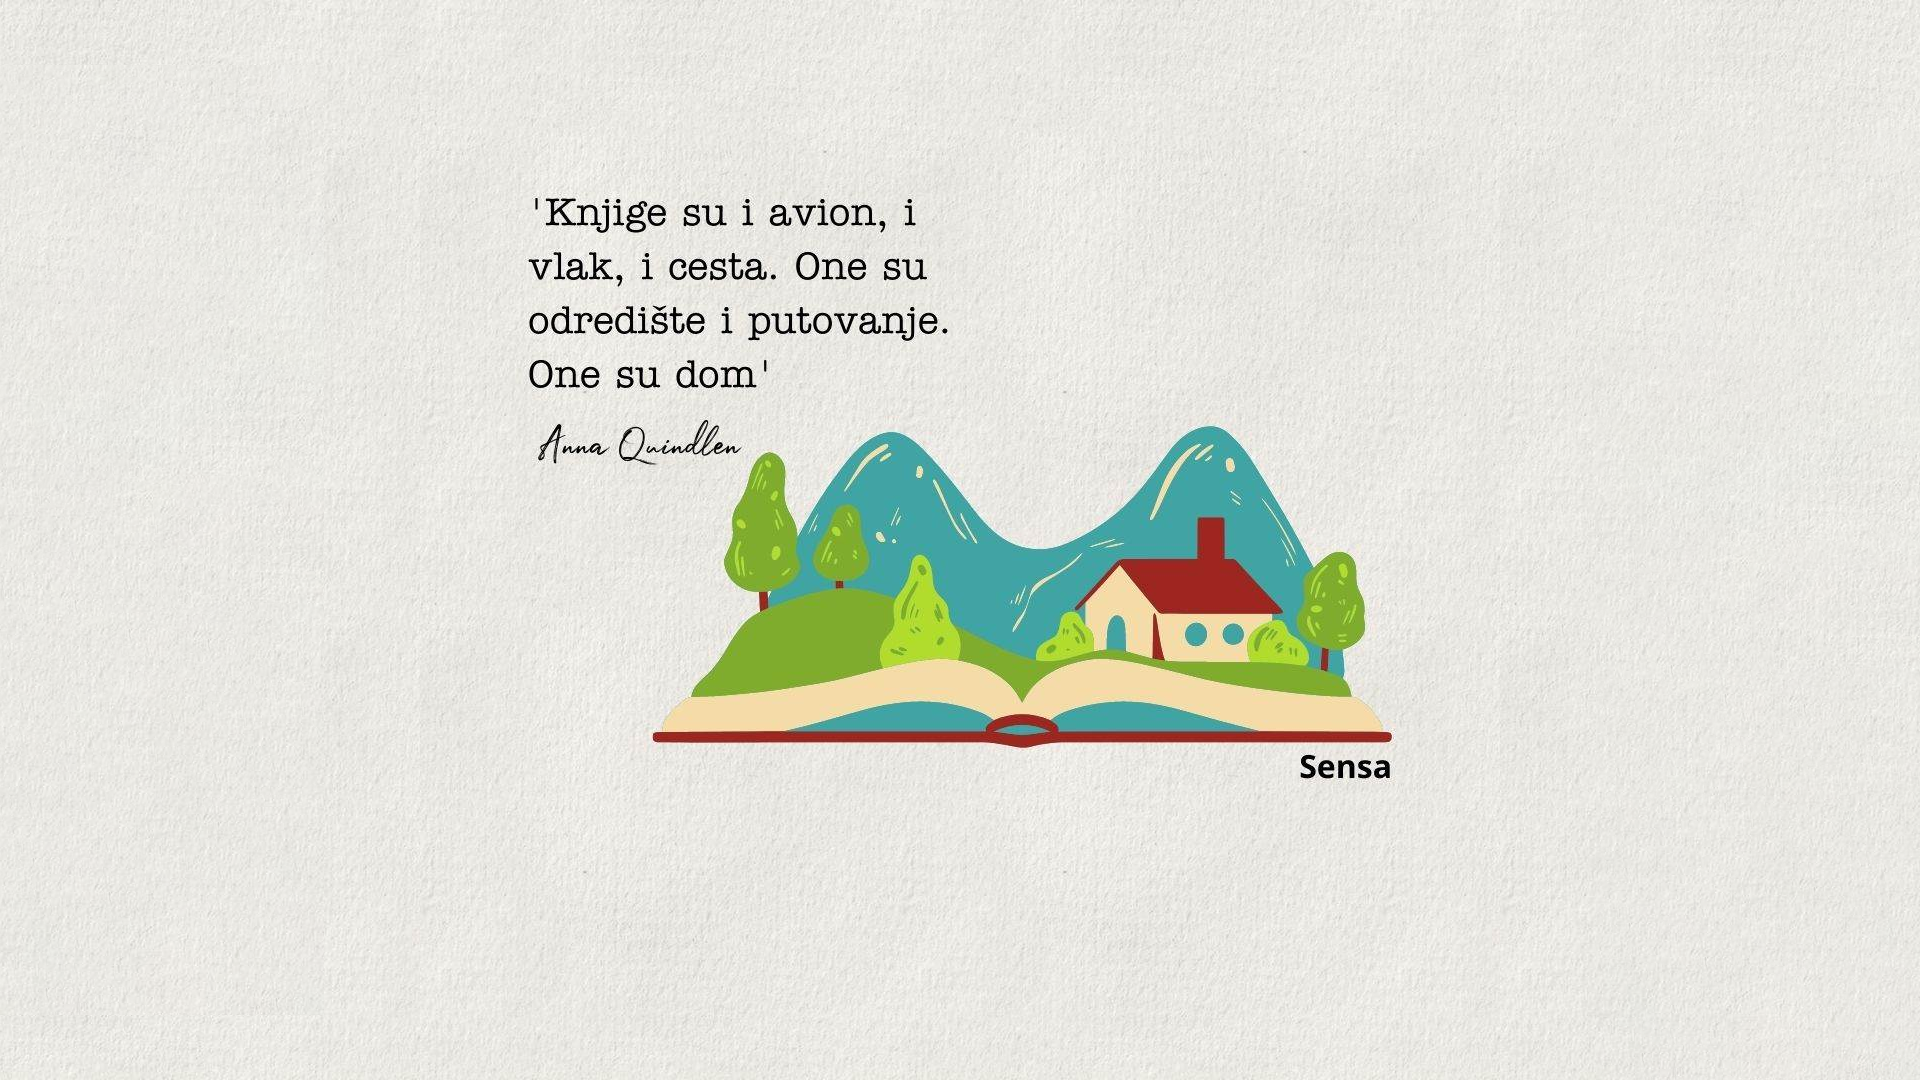 'Knjige su i avion, i
vlak, i cesta. One su
odredište i putovanje.
One su dom'
Anna Quindlen
Sensa